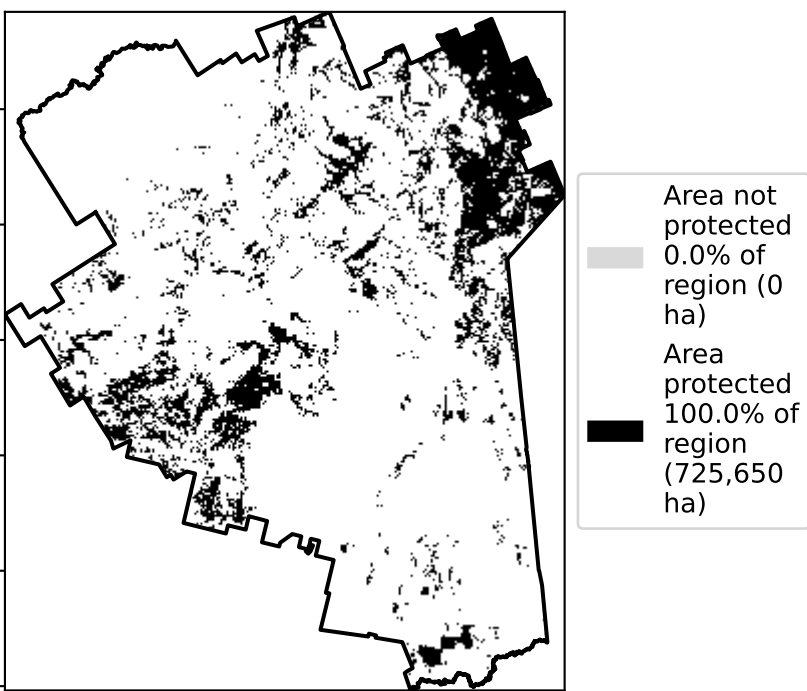 Area not
protected
0.0% of
region (0
ha)
Area
protected
100.0% of
region
(725,650
ha)